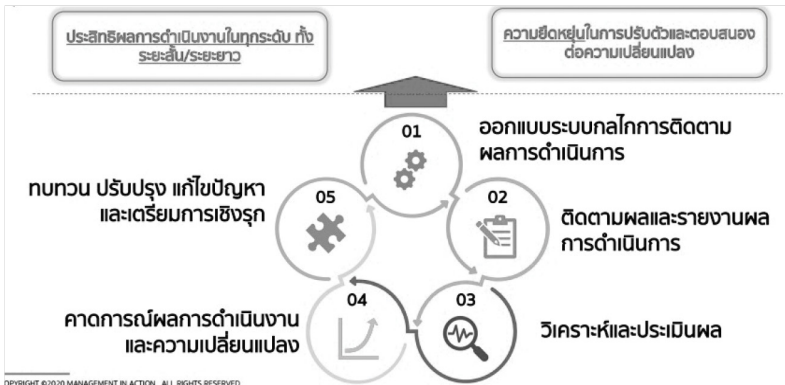 ประสิทธิผลการดำเนินงานในทุกระดับ ทั้ง
ระยะสั้น/ระยะยาว
ความยืดหยุ่นในการปรับตัวและตอบสนอง
ต่อความเปลี่ยนแปลง
01
ออกแบบระบบกลไกการติดตาม
ผลการดำเนินการ
02
ติดตามผลและรายงานผล
การดำเนินการ
03
วิเคราะห์และประเมินผล
04
คาดการณ์ผลการดำเนินงาน
และความเปลี่ยนแปลง
05
ทบทวน ปรับปรุง แก้ไขปัญหา
และเตรียมการเชิงรุก
OPYRIGHT ©2020 MANAGEMENT IN ACTION. ALL RIGHTS RESERVED